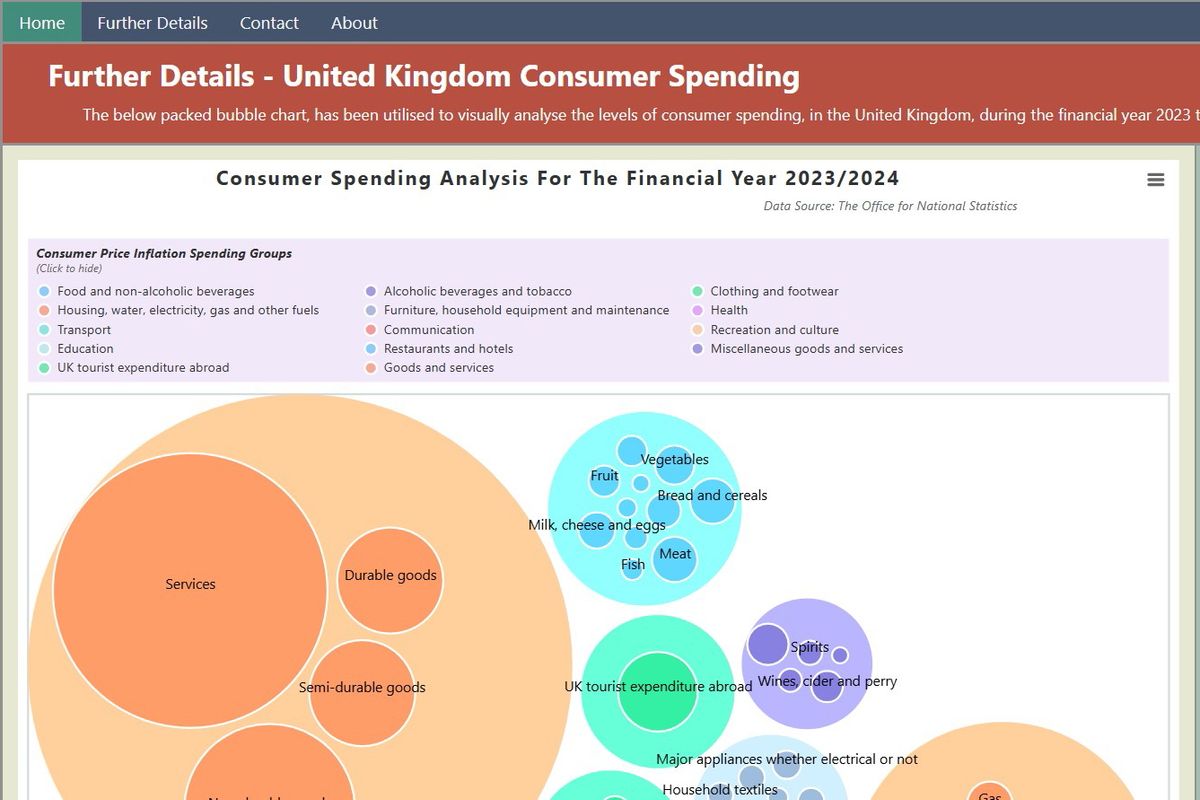 Home Further Details Contact About
Further Details - United Kingdom Consumer Spending
The below packed bubble chart, has been utilised to visually analyse the levels of consumer spending, in the United Kingdom, during the financial year 2023 t
Consumer Spending Analysis For The Financial Year 2023/2024
Data Source: The Office for National Statistics
Consumer Price Inflation Spending Groups
(Click to hide)
Food and non-alcoholic beverages Alcoholic beverages and tobacco Clothing and footwear
Housing, water, electricity, gas and other fuels Furniture, household equipment and maintenance Health
Transport Communication Recreation and culture
Education Restaurants and hotels Miscellaneous goods and services
UK tourist expenditure abroad Goods and services
Vegetables
Fruit
Bread and cereals
Milk, cheese and eggs
Meat
Fish
Durable goods
Services
Spirits
Wines, cider and perry
UK tourist expenditure abroad
Semi-durable goods
Major appliances whether electrical or not
Household textiles
Gas